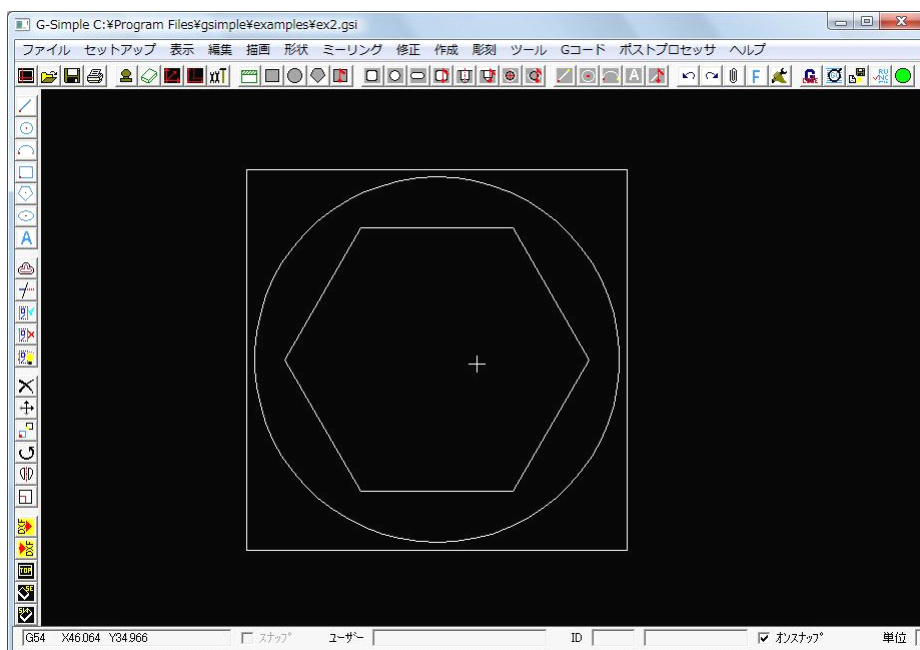 G-Simple C:¥Program Files¥gsimple¥examples¥ex2.gsi
ファイル セットアップ 表示 編集 描画 形状 ミーリング 修正 作成 彫刻 ツール Gコード ポストプロセッサ ヘルプ
A F G
A
DXF
DXF
TOP
G54 X46.064 Y34.966 スナップ ユーザー ID オンスナップ 単位